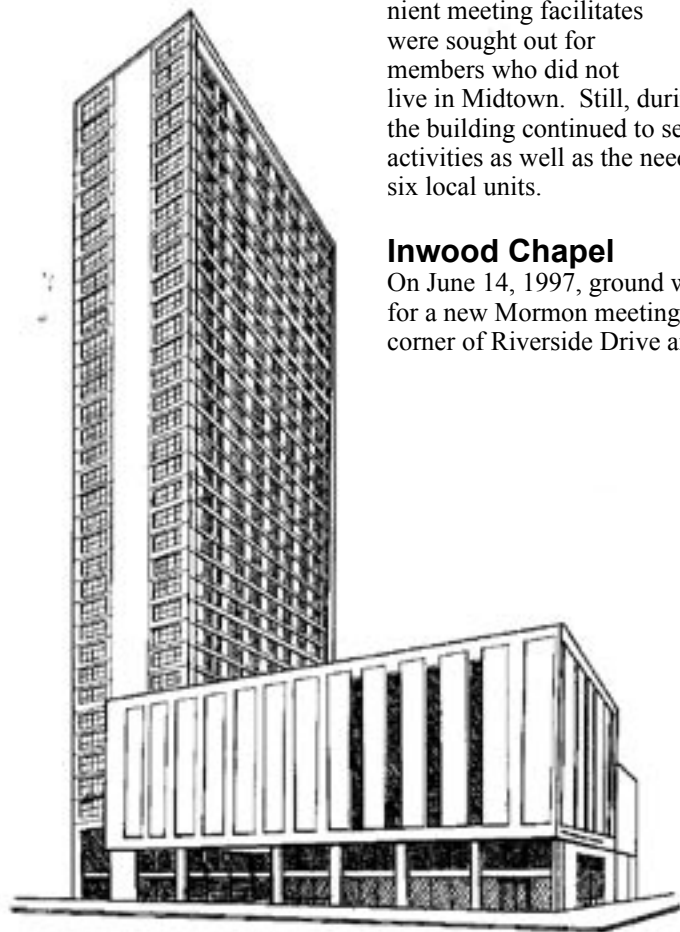 nient meeting facilitates
were sought out for
members who did not
live in Midtown. Still, duri
the building continued to se
activities as well as the need
six local units.
Inwood Chapel
On June 14, 1997, ground w
for a new Mormon meeting
corner of Riverside Drive a